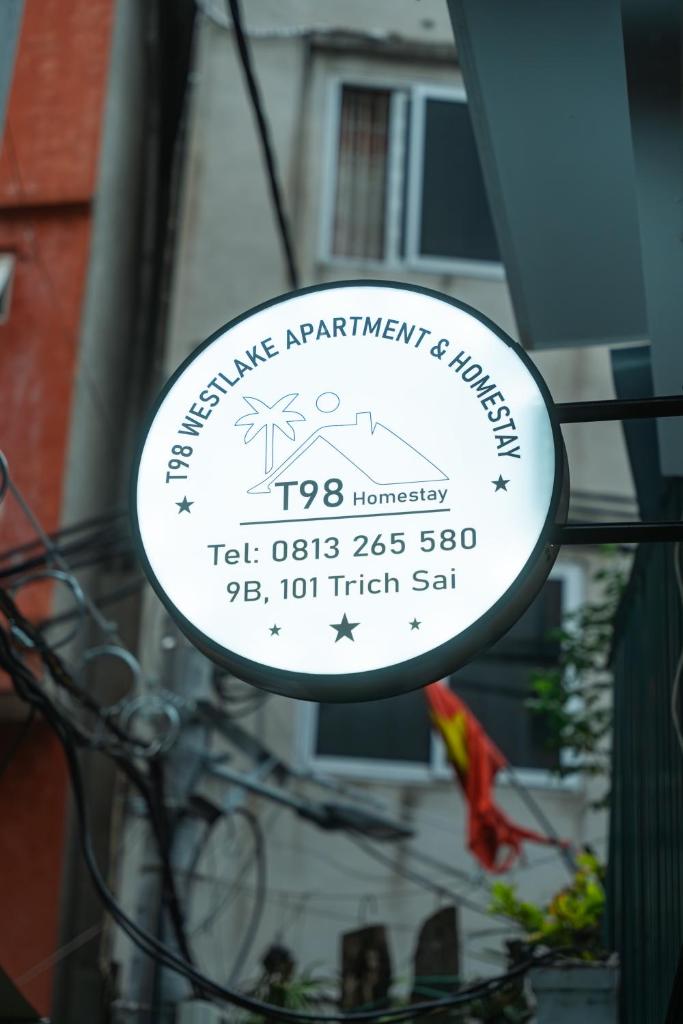 T98 WESTLAKE APARTMENT & HOMESTAY
T98 Homestay
Tel: 0813 265 580
9B, 101 Trich Sai